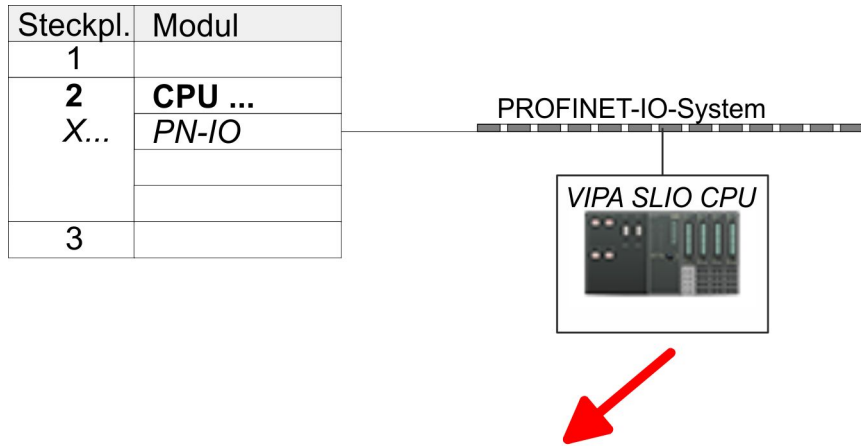 Steckpl. Modul
1
2 CPU ...
X... PN-IO
3
PROFINET-IO-System
VIPA SLIO CPU